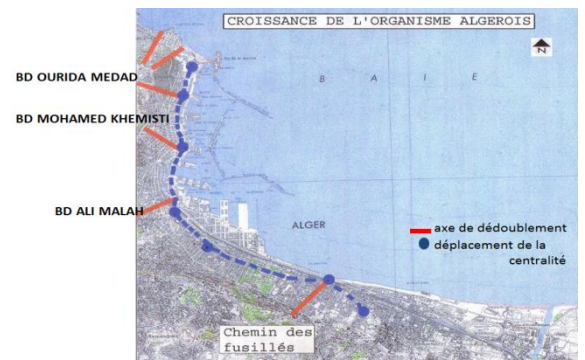 CROISSANCE DE L'ORGANISME ALGEROIS
N
BD OURIDA MEDAD
B A I E
BD MOHAMED KHEMISTI
BD ALI MALAH
ALGER
axe de dédoublement
déplacement de la
centralité
Chemin des
fusillés